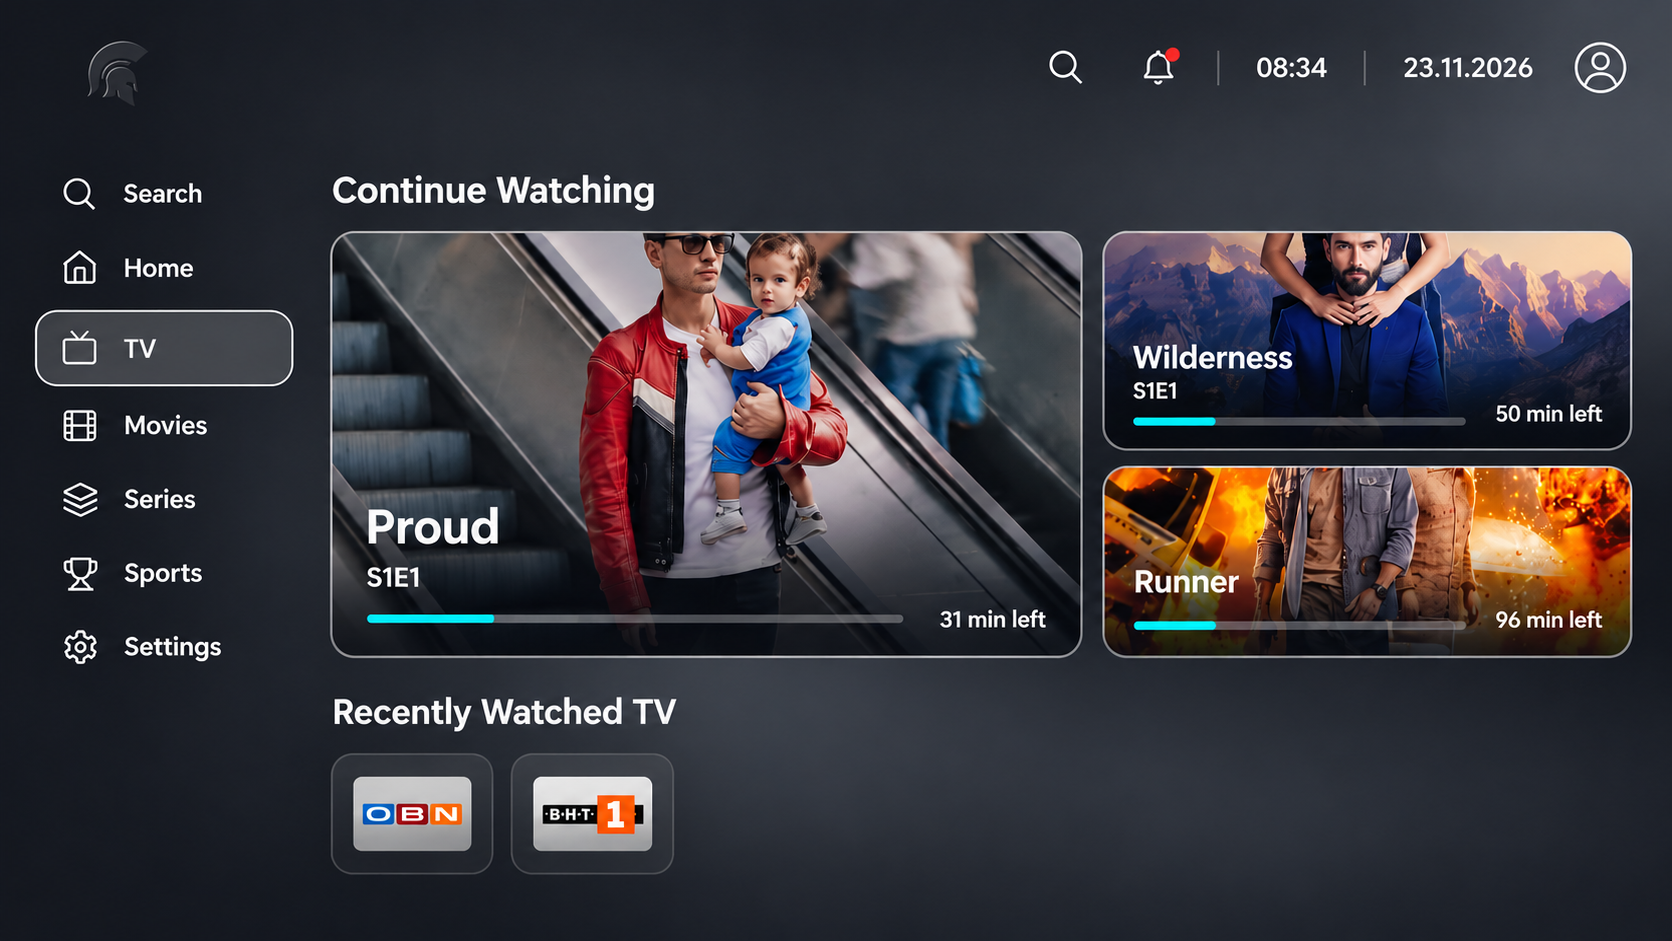 08:34
23.11.2026
Search
Home
TV
Movies
Series
Sports
Settings
Continue Watching
Proud
S1E1
31 min left
Wilderness
S1E1
50 min left
Runner
96 min left
Recently Watched TV
OBN
·B·H·T· 1